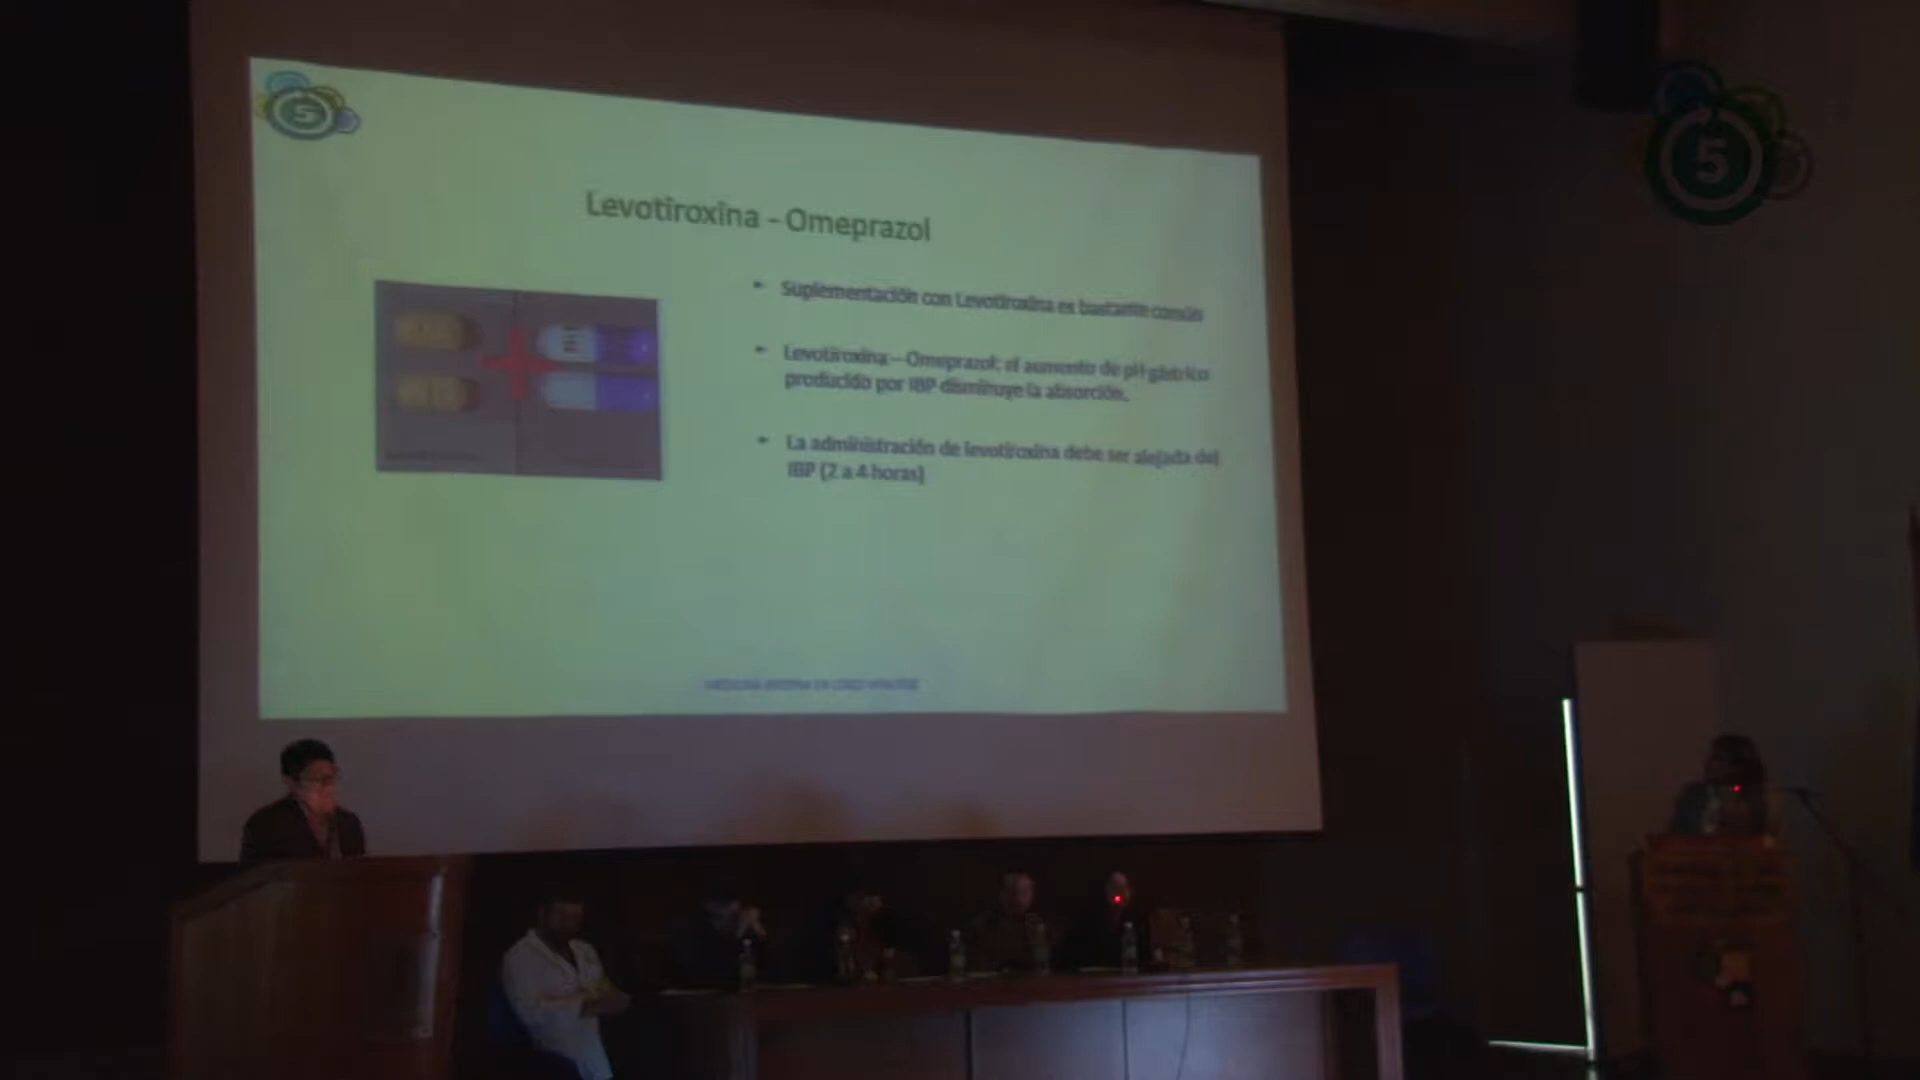 5
5
Levotiroxina - Omeprazol
Suplementación con Levotiroxina es bastante común
Levotiroxina - Omeprazol: el aumento de pH gástrico
producido por IBP disminuye la absorción.
La administración de levotiroxina debe ser alejada del
IBP (2 a 4 horas)